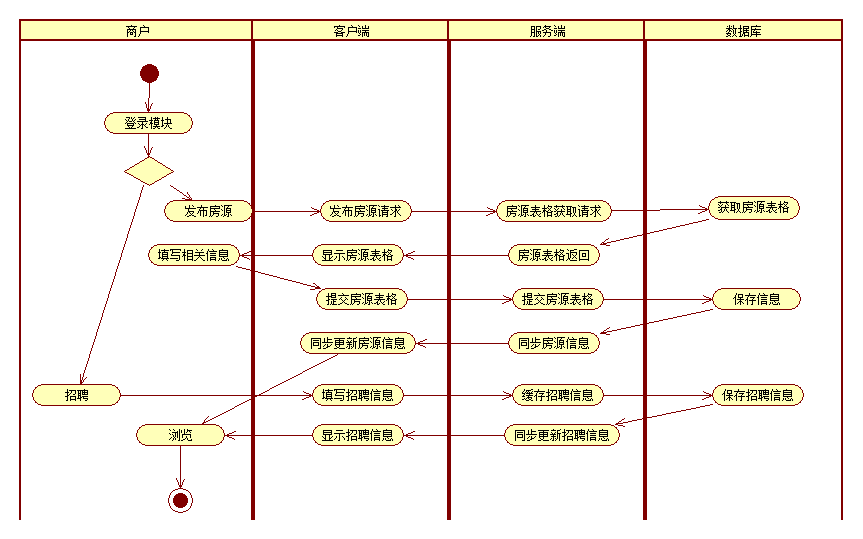 商户
客户端
服务端
数据库
登录模块
发布房源
发布房源请求
房源表格获取请求
获取房源表格
填写相关信息
显示房源表格
房源表格返回
提交房源表格
提交房源表格
保存信息
同步更新房源信息
同步房源信息
招聘
填写招聘信息
缓存招聘信息
保存招聘信息
浏览
显示招聘信息
同步更新招聘信息